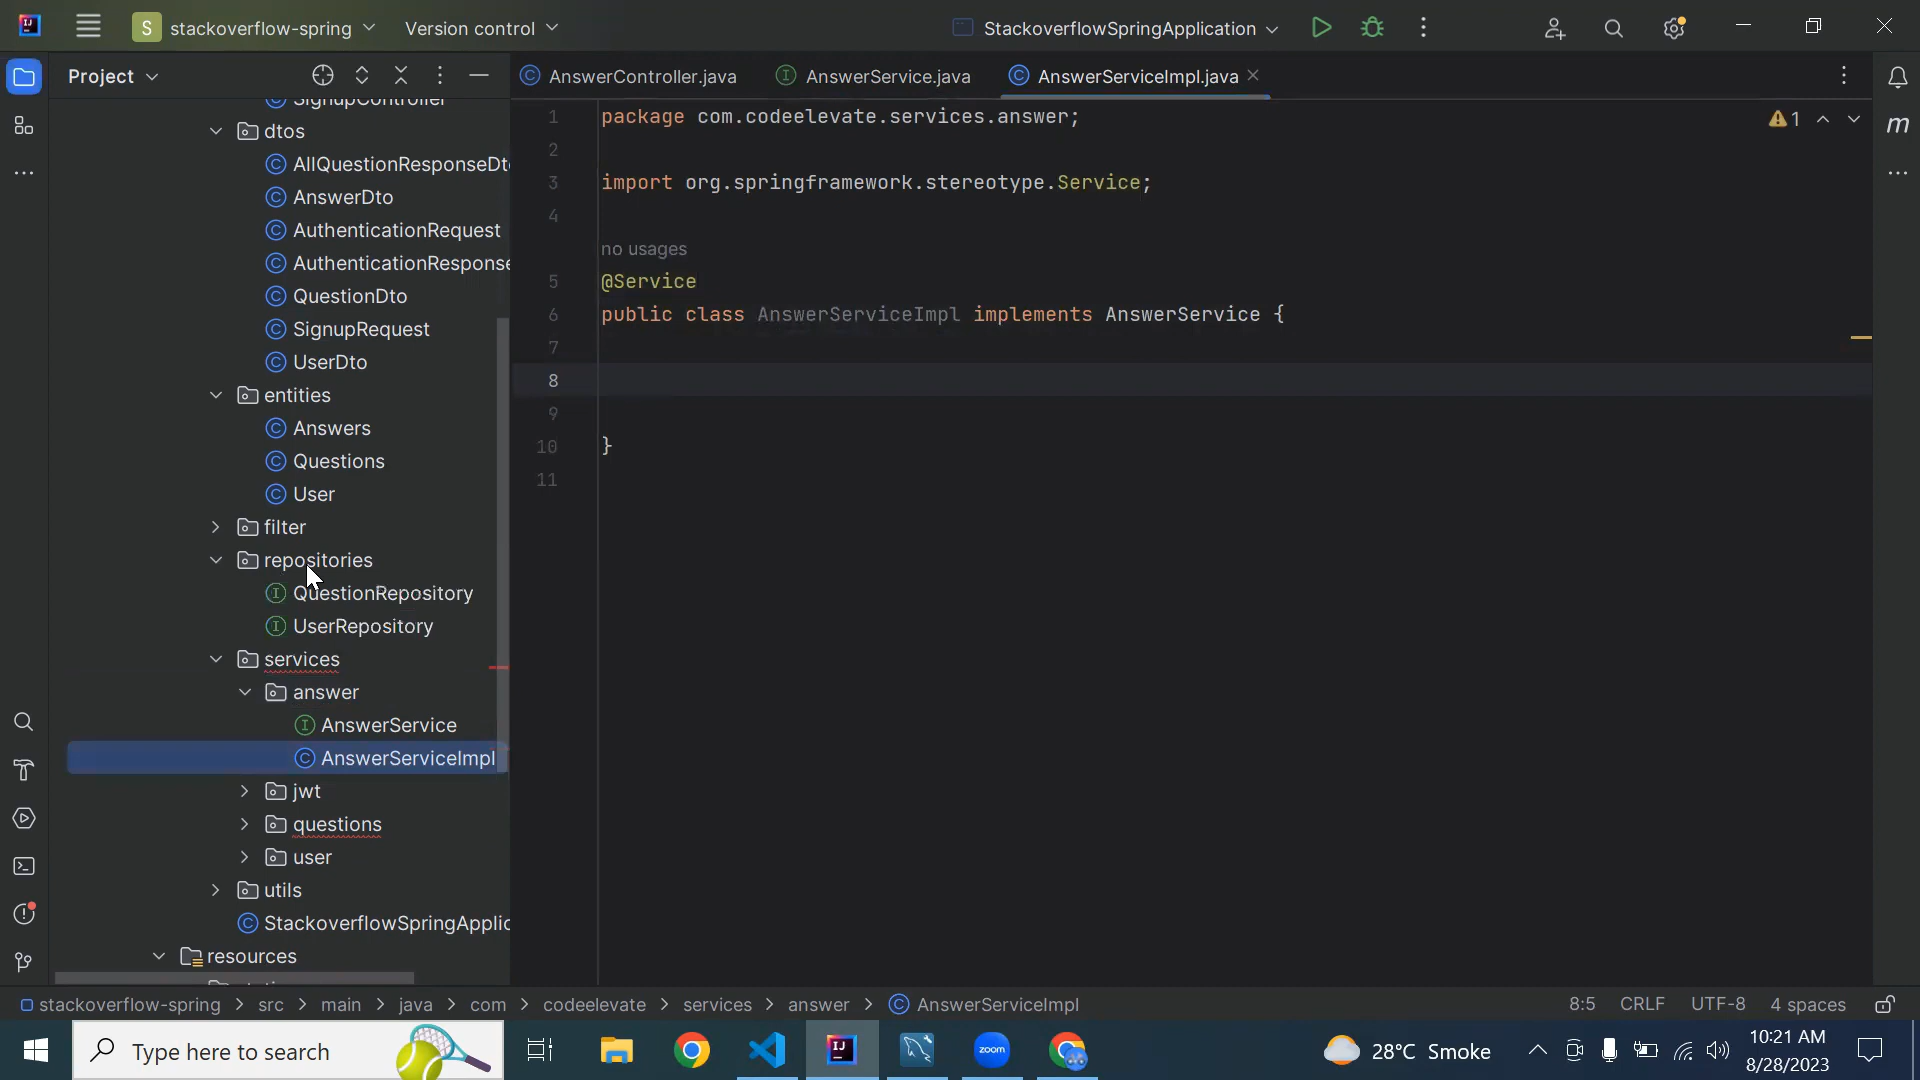 S stackoverflow-spring Version control StackoverflowSpringApplication
Project
AnswerController.java AnswerService.java AnswerServiceImpl.java
SignupController
dtos
AllQuestionResponseDto
AnswerDto
AuthenticationRequest
AuthenticationResponse
QuestionDto
SignupRequest
UserDto
entities
Answers
Questions
User
filter
repositories
QuestionRepository
UserRepository
services
answer
AnswerService
AnswerServiceImpl
jwt
questions
user
utils
StackoverflowSpringApplic
resources
1 package com.codeelevate.services.answer;
2
3 import org.springframework.stereotype.Service;
4
no usages
5 @Service
6 public class AnswerServiceImpl implements AnswerService {
7
8
9
10 }
11
1
m
stackoverflow-spring > src > main > java > com > codeelevate > services > answer > AnswerServiceImpl
8:5 CRLF UTF-8 4 spaces
Type here to search
zoom
28°C Smoke
10:21 AM
8/28/2023